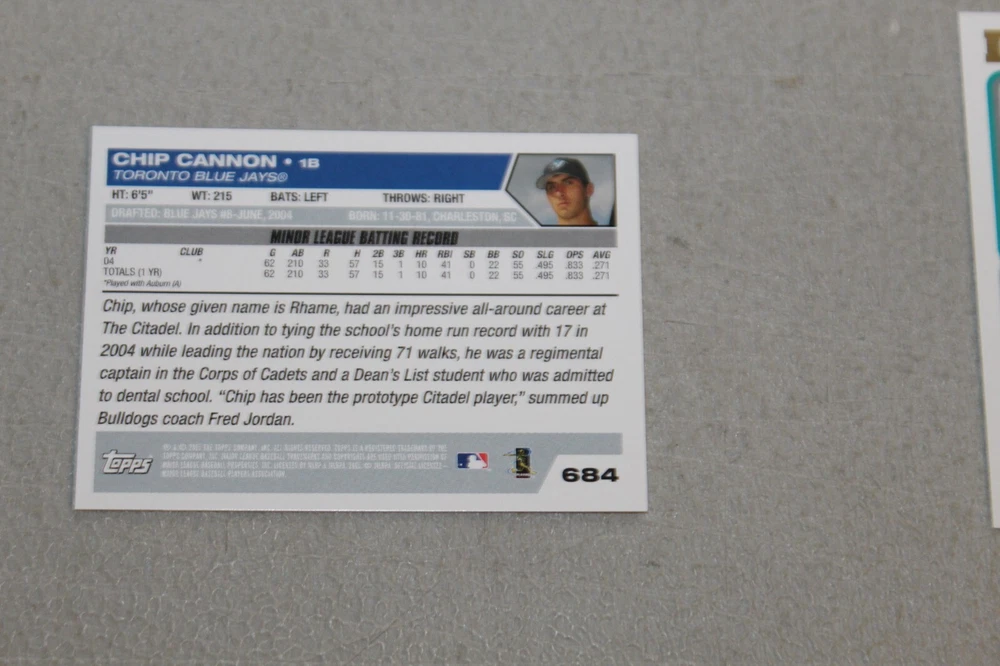 CHIP CANNON • 1B
TORONTO BLUE JAYS®
HT: 6'5" WT: 215 BATS: LEFT THROWS: RIGHT
DRAFTED: BLUE JAYS #8-JUNE, 2004 BORN: 11-30-81, CHARLESTON, SC
MINOR LEAGUE BATTING RECORD
YR CLUB G AB R H 2B 3B HR RBI SB BB SO SLG OPS AVG
04 * 62 210 33 57 15 1 10 41 0 22 55 .495 .833 .271
TOTALS (1 YR) 62 210 33 57 15 1 10 41 0 22 55 .495 .833 .271
*Played with Auburn (A)
Chip, whose given name is Rhame, had an impressive all-around career at
The Citadel. In addition to tying the school's home run record with 17 in
2004 while leading the nation by receiving 71 walks, he was a regimental
captain in the Corps of Cadets and a Dean's List student who was admitted
to dental school. "Chip has been the prototype Citadel player," summed up
Bulldogs coach Fred Jordan.
Topps
684